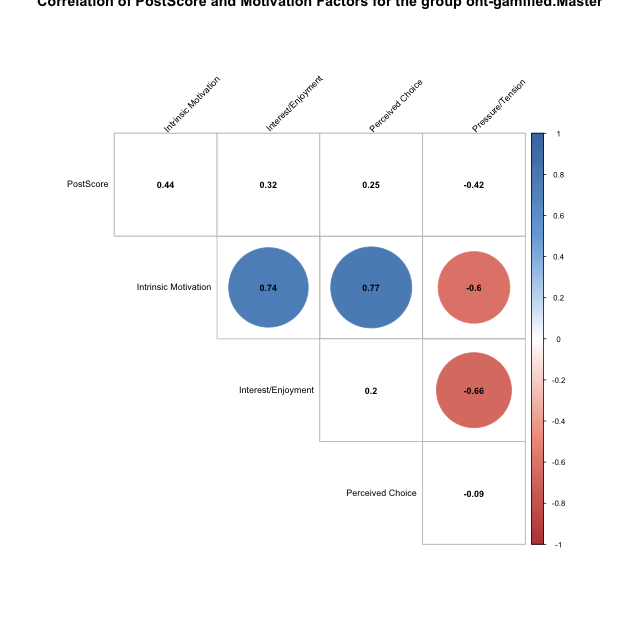 Correlation of PostScore and Motivation Factors for the group ont-gamified.Master
Intrinsic Motivation
Interest/Enjoyment
Perceived Choice
Pressure/Tension
PostScore 0.44 0.32 0.25 -0.42
Intrinsic Motivation 0.74 0.77 -0.6
Interest/Enjoyment 0.2 -0.66
Perceived Choice -0.09
1
0.8
0.6
0.4
0.2
0
-0.2
-0.4
-0.6
-0.8
-1